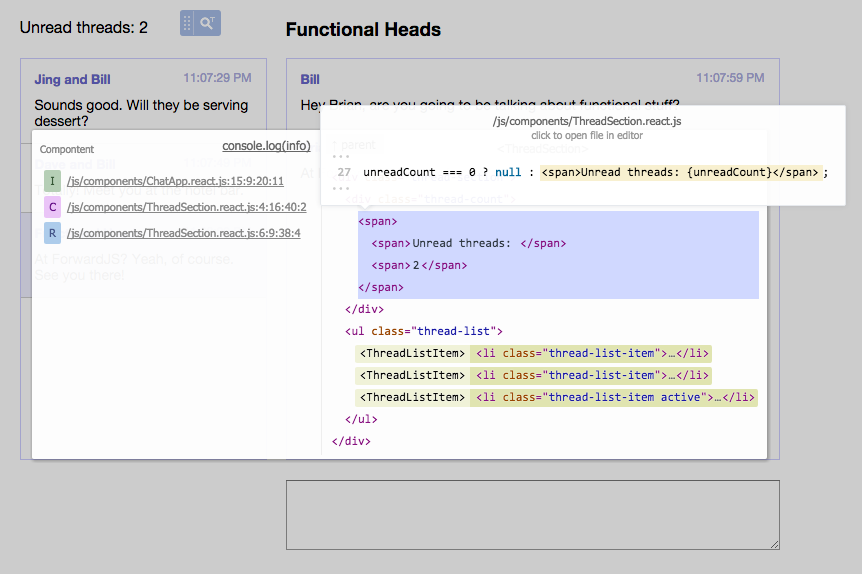 Unread threads: 2
Functional Heads
Jing and Bill 11:07:29 PM
Sounds good. Will they be serving
dessert?
Bill 11:07:59 PM
Hey Brian, are you going to be talking about functional stuff?
/js/components/ThreadSection.react.js
click to open file in editor
parent
<ThreadSection>
...
27 unreadCount === 0 ? null : <span>Unread threads: {unreadCount}</span>;
...
<div class="thread-count">
Compontent
console.log(info)
I /js/components/ChatApp.react.js:15:9:20:11
C /js/components/ThreadSection.react.js:4:16:40:2
R /js/components/ThreadSection.react.js:6:9:38:4
At ForwardJS? Yeah, of course.
See you there!
<span>
<span>Unread threads: </span>
<span>2</span>
</span>
</div>
<ul class="thread-list">
<ThreadListItem> <li class="thread-list-item">…</li>
<ThreadListItem> <li class="thread-list-item">…</li>
<ThreadListItem> <li class="thread-list-item active">…</li>
</ul>
</div>